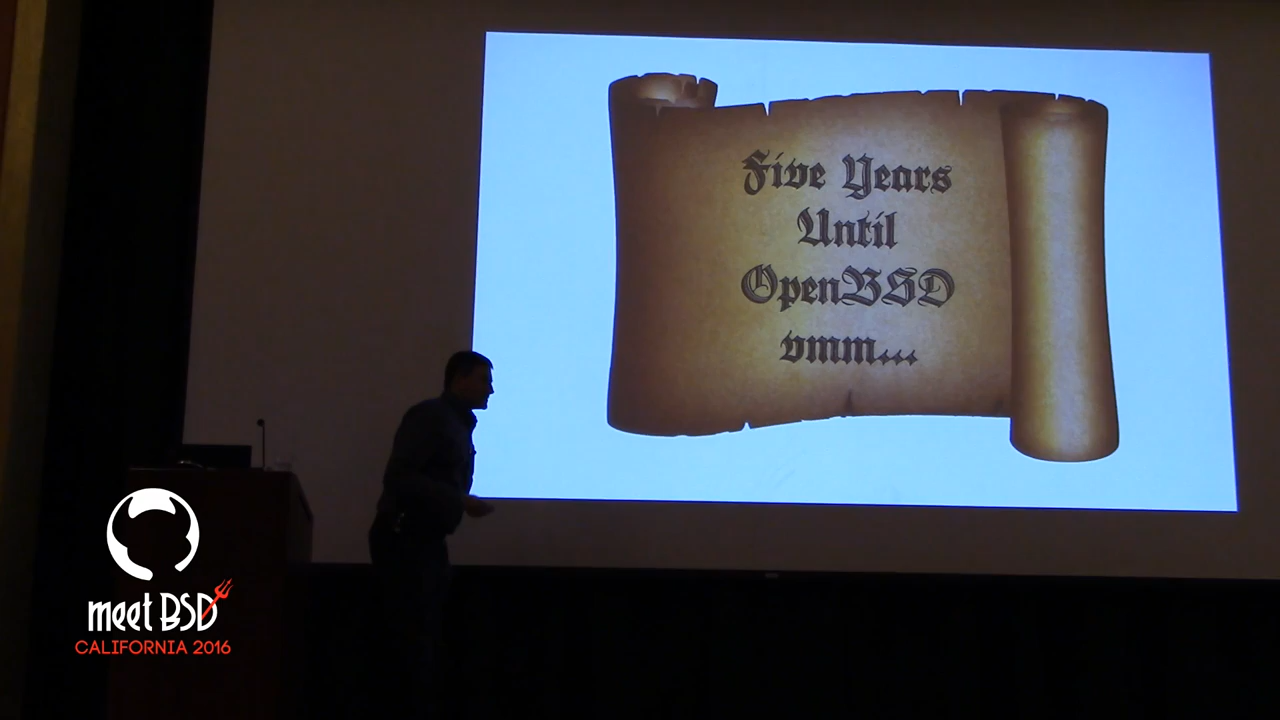 Five Years
Until
OpenBSD
vmm...
meet BSD
CALIFORNIA 2016